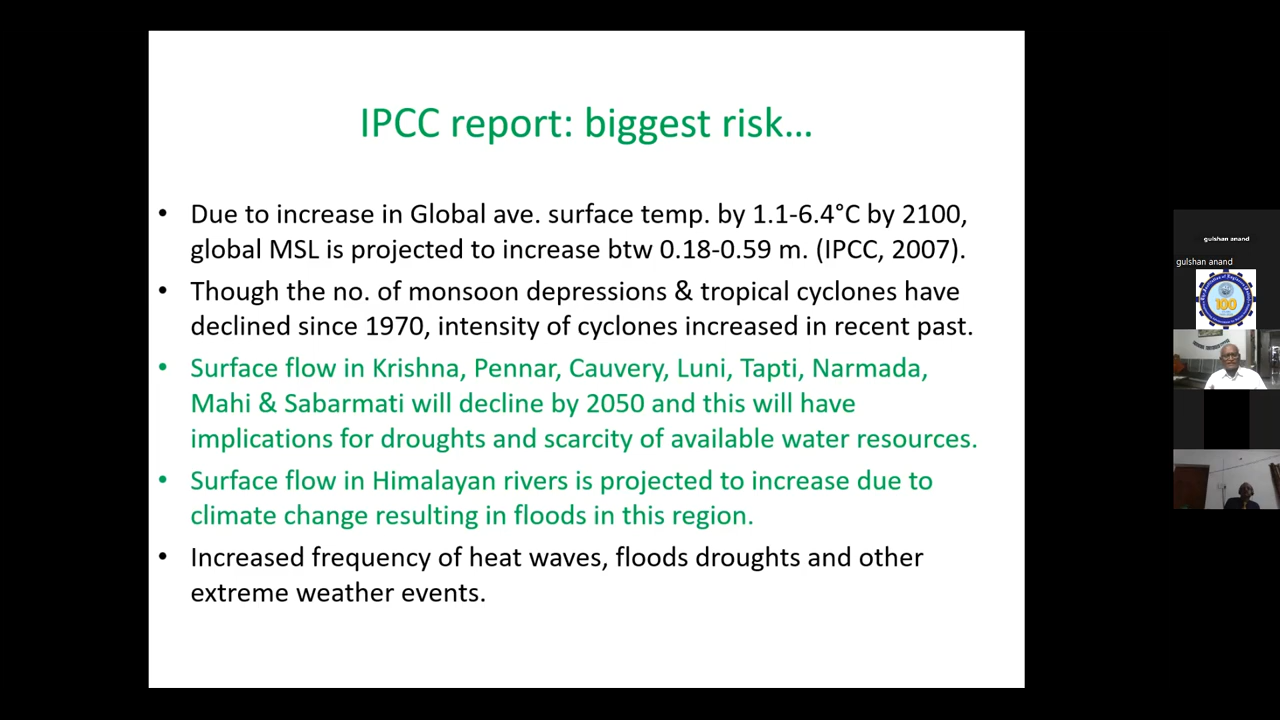 IPCC report: biggest risk...
• Due to increase in Global ave. surface temp. by 1.1-6.4°C by 2100,
global MSL is projected to increase btw 0.18-0.59 m. (IPCC, 2007).
• Though the no. of monsoon depressions & tropical cyclones have
declined since 1970, intensity of cyclones increased in recent past.
• Surface flow in Krishna, Pennar, Cauvery, Luni, Tapti, Narmada,
Mahi & Sabarmati will decline by 2050 and this will have
implications for droughts and scarcity of available water resources.
• Surface flow in Himalayan rivers is projected to increase due to
climate change resulting in floods in this region.
• Increased frequency of heat waves, floods droughts and other
extreme weather events.
gulshan anand
gulshan anand
100